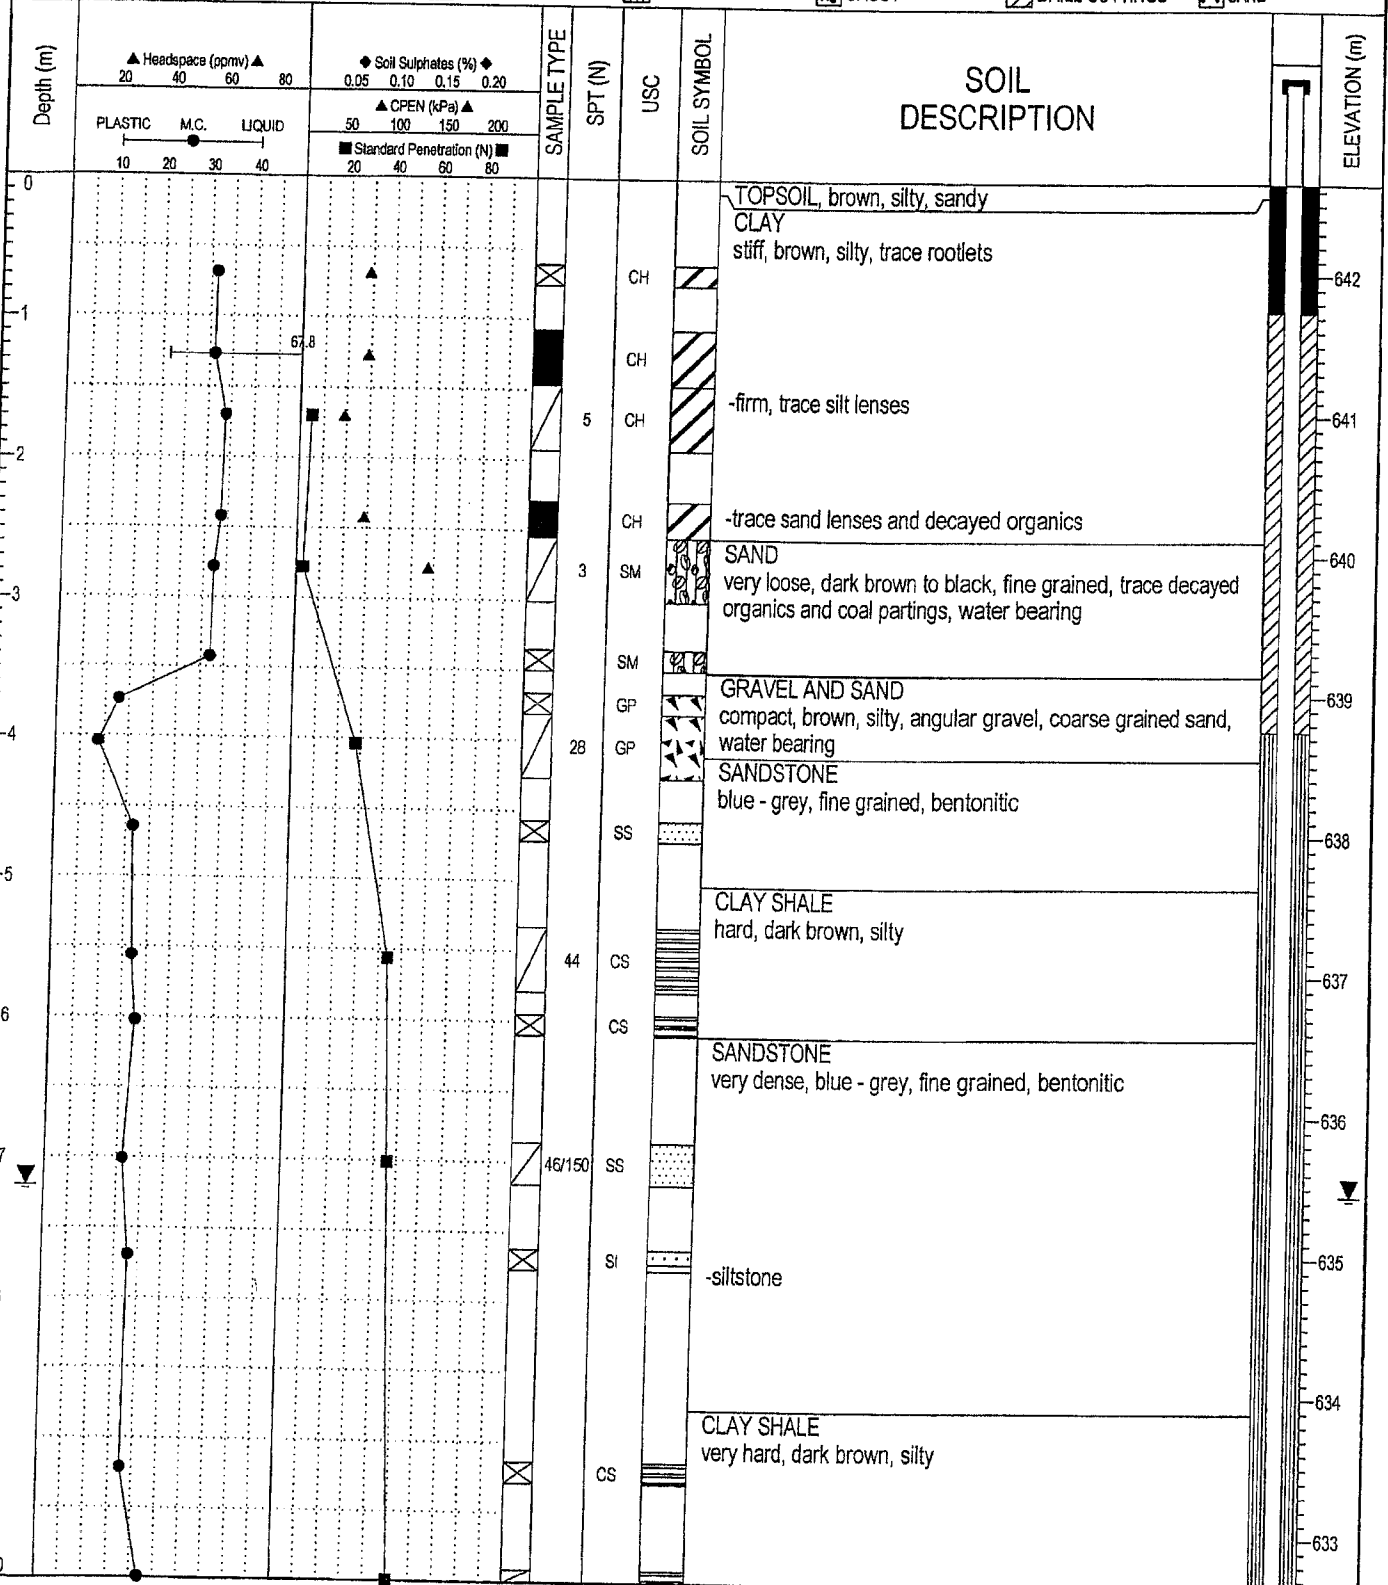 Depth (m)
▲ Headspace (ppmv) ▲
20 40 60 80
PLASTIC M.C. LIQUID
10 20 30 40
◆ Soil Sulphates (%) ◆
0.05 0.10 0.15 0.20
▲ CPEN (kPa) ▲
50 100 150 200
■ Standard Penetration (N) ■
20 40 60 80
SAMPLE TYPE
SPT (N)
USC
SOIL SYMBOL
SOIL
DESCRIPTION
ELEVATION (m)
0
TOPSOIL, brown, silty, sandy
CLAY
stiff, brown, silty, trace rootlets
CH
642
1
67.8
CH
-firm, trace silt lenses
5 CH
641
2
CH
-trace sand lenses and decayed organics
SAND
3 SM
640
very loose, dark brown to black, fine grained, trace decayed
3
organics and coal partings, water bearing
SM
GRAVEL AND SAND
GP
639
compact, brown, silty, angular gravel, coarse grained sand,
4
28 GP
water bearing
SANDSTONE
blue - grey, fine grained, bentonitic
SS
638
5
CLAY SHALE
hard, dark brown, silty
44 CS
637
6
CS
SANDSTONE
very dense, blue - grey, fine grained, bentonitic
636
7
46/150 SS
SI
635
-siltstone
634
CLAY SHALE
very hard, dark brown, silty
CS
633